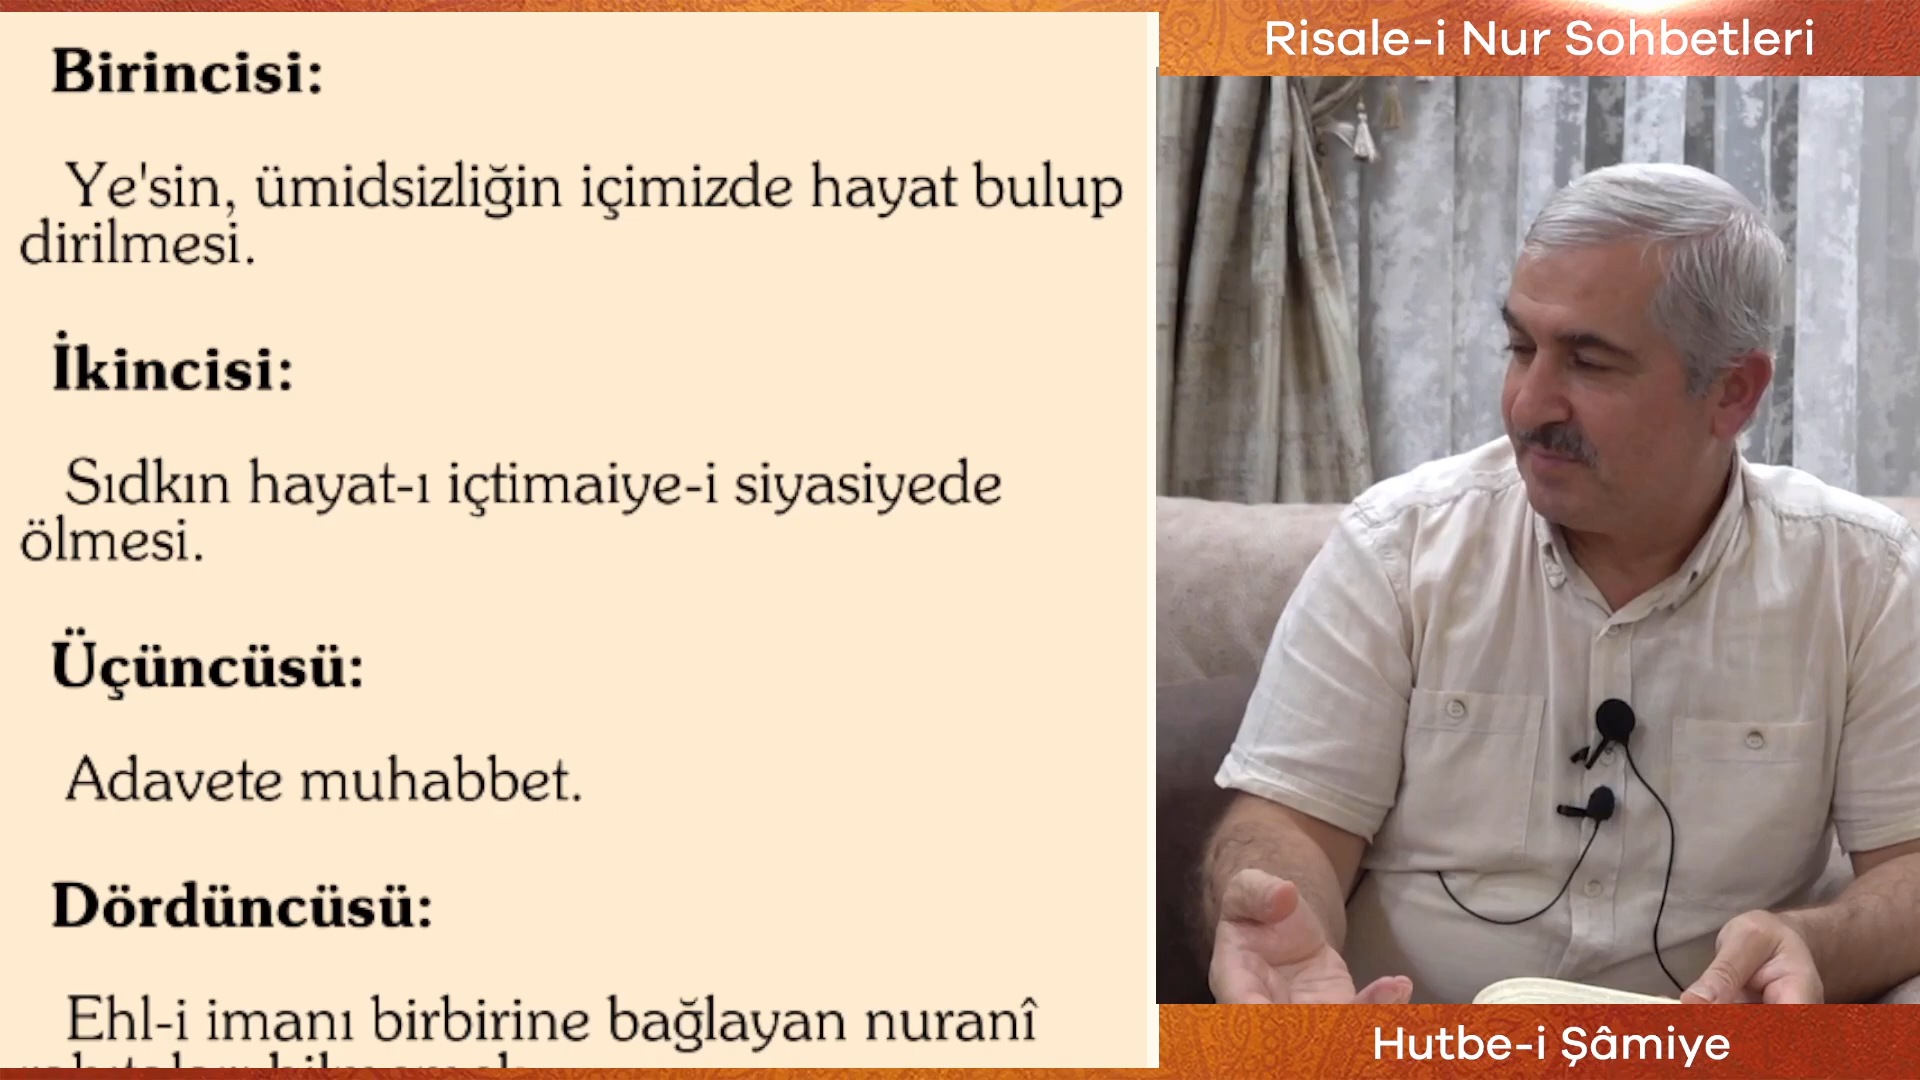 Birincisi:
Ye'sin, ümidsizliğin içimizde hayat bulup
dirilmesi.
İkincisi:
Sıdkın hayat-ı içtimaiye-i siyasiyede
ölmesi.
Üçüncüsü:
Adavete muhabbet.
Dördüncüsü:
Ehl-i imanı birbirine bağlayan nuranî
Risale-i Nur Sohbetleri
Hutbe-i Şâmiye